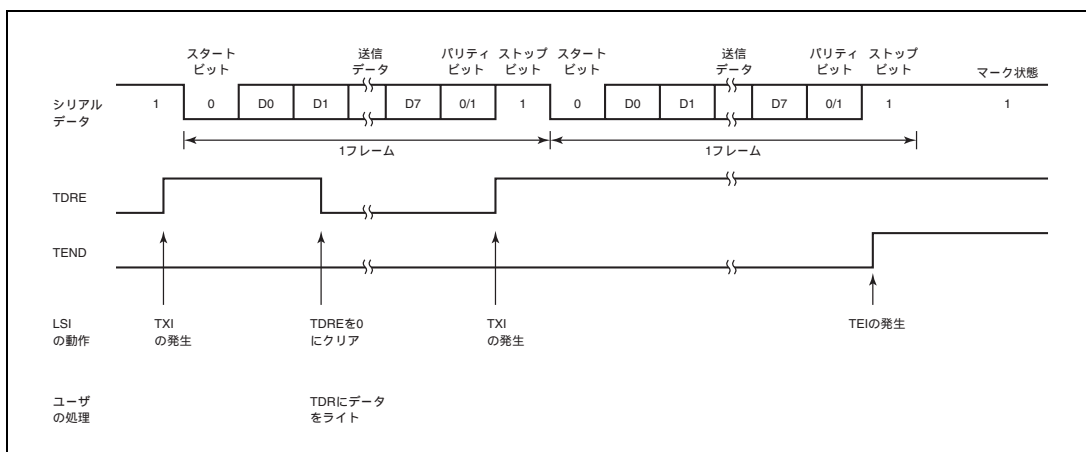 スタート 送信 パリティ ストップ スタート 送信 パリティ ストップ
ビット データ ビット ビット ビット データ ビット ビット マーク状態
シリアル 1 0 D0 D1 D7 0/1 1 0 D0 D1 D7 0/1 1 1
データ
1フレーム 1フレーム
TDRE
TEND
LSI TXI TDREを0 TXI TEIの発生
の動作 の発生 にクリア の発生
ユーザ TDRにデータ
の処理 をライト